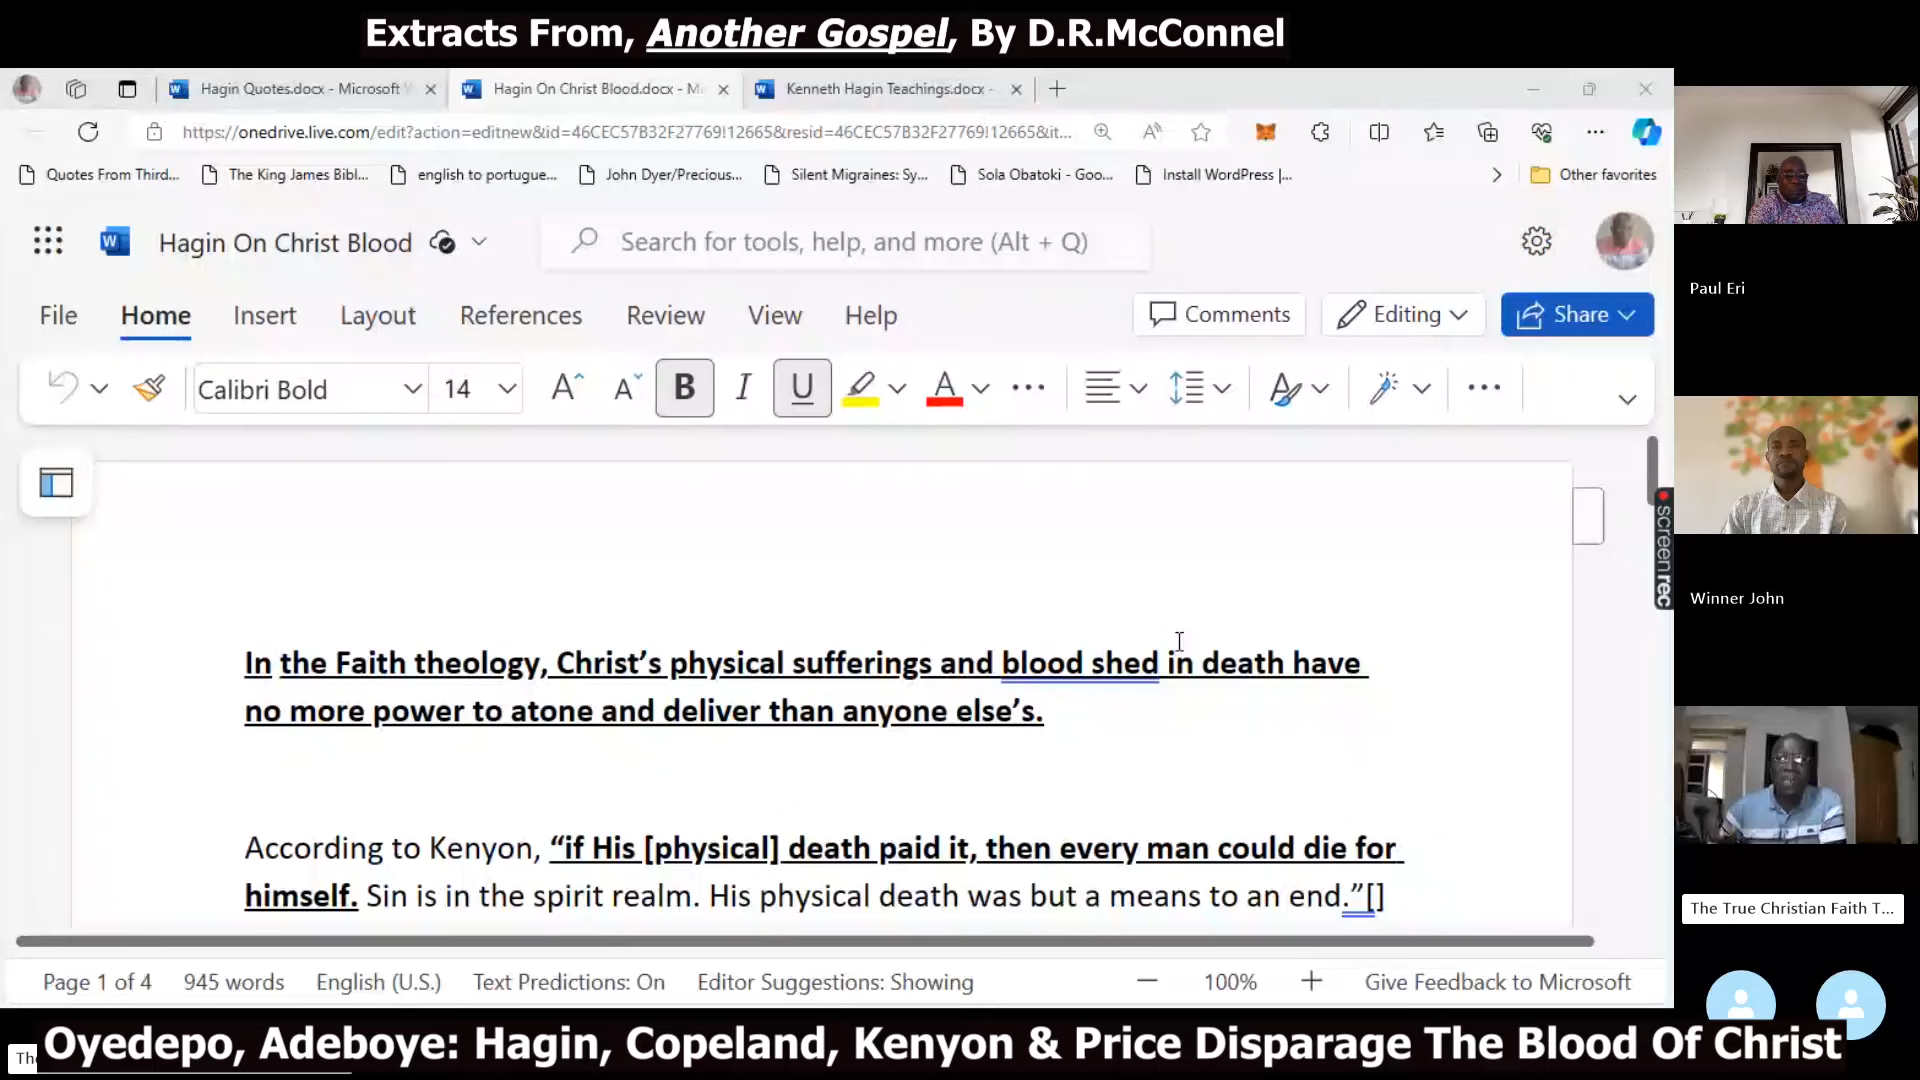 Extracts From, Another Gospel, By D.R.McConnel
Hagin Quotes.docx - Microsoft
Hagin On Christ Blood.docx - Mi
Kenneth Hagin Teachings.docx -
https://onedrive.live.com/edit?action=editnew&id=46CEC57B32F27769!12665&resid=46CEC57B32F27769!12665&it...
Quotes From Third...
The King James Bibl...
english to portugue...
John Dyer/Precious...
Silent Migraines: Sy...
Sola Obatoki - Goo...
Install WordPress |...
Other favorites
Hagin On Christ Blood
Search for tools, help, and more (Alt + Q)
File Home Insert Layout References Review View Help
Comments
Editing
Share
Calibri Bold 14
In the Faith theology, Christ’s physical sufferings and blood shed in death have
no more power to atone and deliver than anyone else’s.
According to Kenyon, “if His [physical] death paid it, then every man could die for
himself. Sin is in the spirit realm. His physical death was but a means to an end.”[]
Page 1 of 4 945 words English (U.S.) Text Predictions: On Editor Suggestions: Showing 100% Give Feedback to Microsoft
screenrec
Paul Eri
Winner John
The True Christian Faith T...
Oyedepo, Adeboye: Hagin, Copeland, Kenyon & Price Disparage The Blood Of Christ